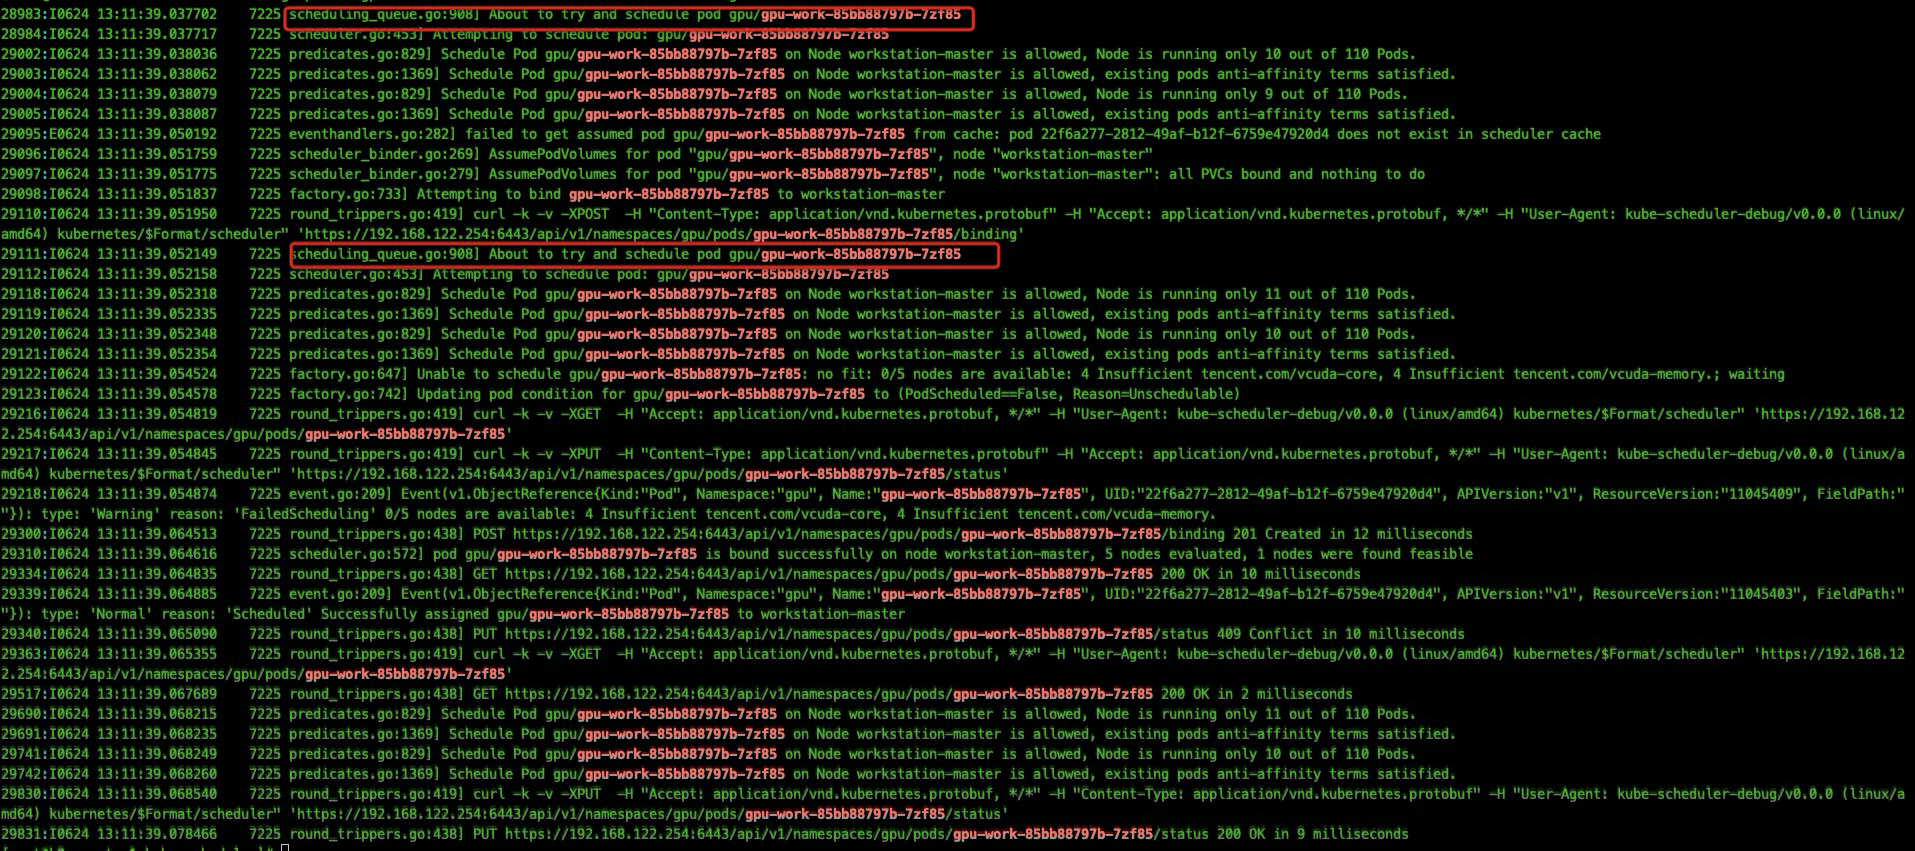 28983:I0624 13:11:39.037702    7225 scheduling_queue.go:908] About to try and schedule pod gpu/gpu-work-85bb88797b-7zf85
28984:I0624 13:11:39.037717    7225 scheduler.go:453] Attempting to schedule pod: gpu/gpu-work-85bb88797b-7zf85
29002:I0624 13:11:39.038036    7225 predicates.go:829] Schedule Pod gpu/gpu-work-85bb88797b-7zf85 on Node workstation-master is allowed, Node is running only 10 out of 110 Pods.
29003:I0624 13:11:39.038062    7225 predicates.go:1369] Schedule Pod gpu/gpu-work-85bb88797b-7zf85 on Node workstation-master is allowed, existing pods anti-affinity terms satisfied.
29004:I0624 13:11:39.038079    7225 predicates.go:829] Schedule Pod gpu/gpu-work-85bb88797b-7zf85 on Node workstation-master is allowed, Node is running only 9 out of 110 Pods.
29005:I0624 13:11:39.038087    7225 predicates.go:1369] Schedule Pod gpu/gpu-work-85bb88797b-7zf85 on Node workstation-master is allowed, existing pods anti-affinity terms satisfied.
29095:E0624 13:11:39.050192    7225 eventhandlers.go:282] failed to get assumed pod gpu/gpu-work-85bb88797b-7zf85 from cache: pod 22f6a277-2812-49af-b12f-6759e47920d4 does not exist in scheduler cache
29096:I0624 13:11:39.051759    7225 scheduler_binder.go:269] AssumePodVolumes for pod "gpu/gpu-work-85bb88797b-7zf85", node "workstation-master"
29097:I0624 13:11:39.051775    7225 scheduler_binder.go:279] AssumePodVolumes for pod "gpu/gpu-work-85bb88797b-7zf85", node "workstation-master": all PVCs bound and nothing to do
29098:I0624 13:11:39.051837    7225 factory.go:733] Attempting to bind gpu-work-85bb88797b-7zf85 to workstation-master
29110:I0624 13:11:39.051950    7225 round_trippers.go:419] curl -k -v -XPOST  -H "Content-Type: application/vnd.kubernetes.protobuf" -H "Accept: application/vnd.kubernetes.protobuf, */*" -H "User-Agent: kube-scheduler-debug/v0.0.0 (linux/
amd64) kubernetes/$Format/scheduler" 'https://192.168.122.254:6443/api/v1/namespaces/gpu/pods/gpu-work-85bb88797b-7zf85/binding'
29111:I0624 13:11:39.052149    7225 scheduling_queue.go:908] About to try and schedule pod gpu/gpu-work-85bb88797b-7zf85
29112:I0624 13:11:39.052158    7225 scheduler.go:453] Attempting to schedule pod: gpu/gpu-work-85bb88797b-7zf85
29118:I0624 13:11:39.052318    7225 predicates.go:829] Schedule Pod gpu/gpu-work-85bb88797b-7zf85 on Node workstation-master is allowed, Node is running only 11 out of 110 Pods.
29119:I0624 13:11:39.052335    7225 predicates.go:1369] Schedule Pod gpu/gpu-work-85bb88797b-7zf85 on Node workstation-master is allowed, existing pods anti-affinity terms satisfied.
29120:I0624 13:11:39.052348    7225 predicates.go:829] Schedule Pod gpu/gpu-work-85bb88797b-7zf85 on Node workstation-master is allowed, Node is running only 10 out of 110 Pods.
29121:I0624 13:11:39.052354    7225 predicates.go:1369] Schedule Pod gpu/gpu-work-85bb88797b-7zf85 on Node workstation-master is allowed, existing pods anti-affinity terms satisfied.
29122:I0624 13:11:39.054524    7225 factory.go:647] Unable to schedule gpu/gpu-work-85bb88797b-7zf85: no fit: 0/5 nodes are available: 4 Insufficient tencent.com/vcuda-core, 4 Insufficient tencent.com/vcuda-memory.; waiting
29123:I0624 13:11:39.054578    7225 factory.go:742] Updating pod condition for gpu/gpu-work-85bb88797b-7zf85 to (PodScheduled==False, Reason=Unschedulable)
29216:I0624 13:11:39.054819    7225 round_trippers.go:419] curl -k -v -XGET  -H "Accept: application/vnd.kubernetes.protobuf, */*" -H "User-Agent: kube-scheduler-debug/v0.0.0 (linux/amd64) kubernetes/$Format/scheduler" 'https://192.168.12
2.254:6443/api/v1/namespaces/gpu/pods/gpu-work-85bb88797b-7zf85'
29217:I0624 13:11:39.054845    7225 round_trippers.go:419] curl -k -v -XPUT  -H "Content-Type: application/vnd.kubernetes.protobuf" -H "Accept: application/vnd.kubernetes.protobuf, */*" -H "User-Agent: kube-scheduler-debug/v0.0.0 (linux/a
md64) kubernetes/$Format/scheduler" 'https://192.168.122.254:6443/api/v1/namespaces/gpu/pods/gpu-work-85bb88797b-7zf85/status'
29218:I0624 13:11:39.054874    7225 event.go:209] Event(v1.ObjectReference{Kind:"Pod", Namespace:"gpu", Name:"gpu-work-85bb88797b-7zf85", UID:"22f6a277-2812-49af-b12f-6759e47920d4", APIVersion:"v1", ResourceVersion:"11045409", FieldPath:"
"}): type: 'Warning' reason: 'FailedScheduling' 0/5 nodes are available: 4 Insufficient tencent.com/vcuda-core, 4 Insufficient tencent.com/vcuda-memory.
29300:I0624 13:11:39.064513    7225 round_trippers.go:438] POST https://192.168.122.254:6443/api/v1/namespaces/gpu/pods/gpu-work-85bb88797b-7zf85/binding 201 Created in 12 milliseconds
29310:I0624 13:11:39.064616    7225 scheduler.go:572] pod gpu/gpu-work-85bb88797b-7zf85 is bound successfully on node workstation-master, 5 nodes evaluated, 1 nodes were found feasible
29334:I0624 13:11:39.064835    7225 round_trippers.go:438] GET https://192.168.122.254:6443/api/v1/namespaces/gpu/pods/gpu-work-85bb88797b-7zf85 200 OK in 10 milliseconds
29339:I0624 13:11:39.064885    7225 event.go:209] Event(v1.ObjectReference{Kind:"Pod", Namespace:"gpu", Name:"gpu-work-85bb88797b-7zf85", UID:"22f6a277-2812-49af-b12f-6759e47920d4", APIVersion:"v1", ResourceVersion:"11045403", FieldPath:"
"}): type: 'Normal' reason: 'Scheduled' Successfully assigned gpu/gpu-work-85bb88797b-7zf85 to workstation-master
29340:I0624 13:11:39.065090    7225 round_trippers.go:438] PUT https://192.168.122.254:6443/api/v1/namespaces/gpu/pods/gpu-work-85bb88797b-7zf85/status 409 Conflict in 10 milliseconds
29363:I0624 13:11:39.065355    7225 round_trippers.go:419] curl -k -v -XGET  -H "Accept: application/vnd.kubernetes.protobuf, */*" -H "User-Agent: kube-scheduler-debug/v0.0.0 (linux/amd64) kubernetes/$Format/scheduler" 'https://192.168.12
2.254:6443/api/v1/namespaces/gpu/pods/gpu-work-85bb88797b-7zf85'
29517:I0624 13:11:39.067689    7225 round_trippers.go:438] GET https://192.168.122.254:6443/api/v1/namespaces/gpu/pods/gpu-work-85bb88797b-7zf85 200 OK in 2 milliseconds
29690:I0624 13:11:39.068215    7225 predicates.go:829] Schedule Pod gpu/gpu-work-85bb88797b-7zf85 on Node workstation-master is allowed, Node is running only 11 out of 110 Pods.
29691:I0624 13:11:39.068235    7225 predicates.go:1369] Schedule Pod gpu/gpu-work-85bb88797b-7zf85 on Node workstation-master is allowed, existing pods anti-affinity terms satisfied.
29741:I0624 13:11:39.068249    7225 predicates.go:829] Schedule Pod gpu/gpu-work-85bb88797b-7zf85 on Node workstation-master is allowed, Node is running only 10 out of 110 Pods.
29742:I0624 13:11:39.068260    7225 predicates.go:1369] Schedule Pod gpu/gpu-work-85bb88797b-7zf85 on Node workstation-master is allowed, existing pods anti-affinity terms satisfied.
29830:I0624 13:11:39.068540    7225 round_trippers.go:419] curl -k -v -XPUT  -H "Accept: application/vnd.kubernetes.protobuf, */*" -H "Content-Type: application/vnd.kubernetes.protobuf" -H "User-Agent: kube-scheduler-debug/v0.0.0 (linux/a
md64) kubernetes/$Format/scheduler" 'https://192.168.122.254:6443/api/v1/namespaces/gpu/pods/gpu-work-85bb88797b-7zf85/status'
29831:I0624 13:11:39.078466    7225 round_trippers.go:438] PUT https://192.168.122.254:6443/api/v1/namespaces/gpu/pods/gpu-work-85bb88797b-7zf85/status 200 OK in 9 milliseconds